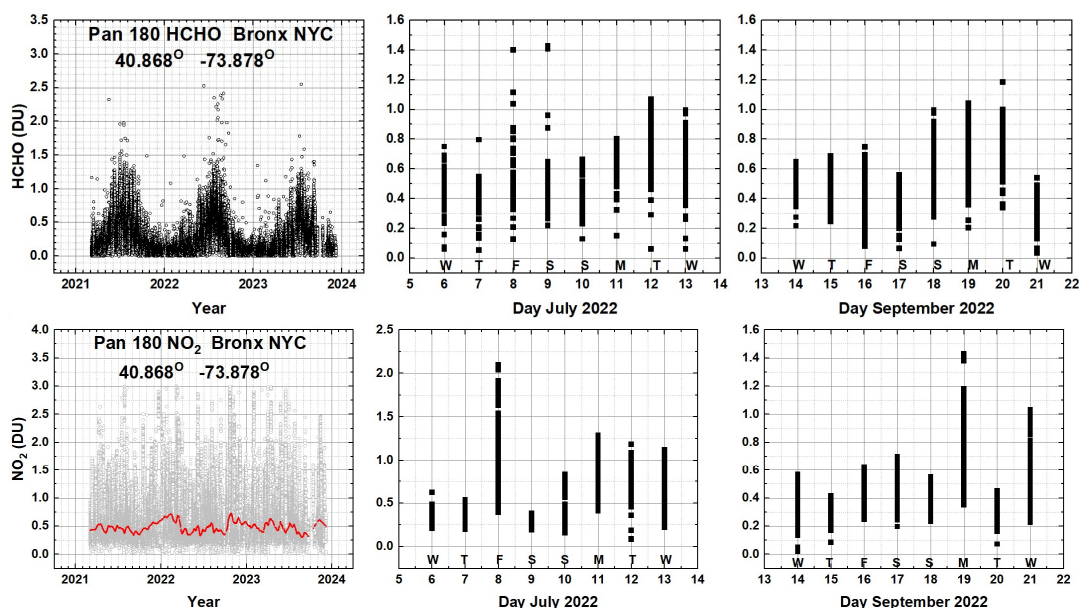 Pan 180 HCHO Bronx NYC
40.868O -73.878O
HCHO (DU)
3.5
3.0
2.5
2.0
1.5
1.0
0.5
0.0
2021 2022 2023 2024
Year
1.6
1.4
1.2
1.0
0.8
0.6
0.4
0.2
0.0
W T F S S M T W
5 6 7 8 9 10 11 12 13 14
Day July 2022
1.6
1.4
1.2
1.0
0.8
0.6
0.4
0.2
0.0
W T F S S M T W
13 14 15 16 17 18 19 20 21 22
Day September 2022
Pan 180 NO2 Bronx NYC
40.868O -73.878O
NO2 (DU)
4.0
3.5
3.0
2.5
2.0
1.5
1.0
0.5
0.0
2021 2022 2023 2024
Year
2.5
2.0
1.5
1.0
0.5
0.0
W T F S S M T W
5 6 7 8 9 10 11 12 13 14
Day July 2022
1.6
1.4
1.2
1.0
0.8
0.6
0.4
0.2
0.0
W T F S S M T W
13 14 15 16 17 18 19 20 21 22
Day September 2022